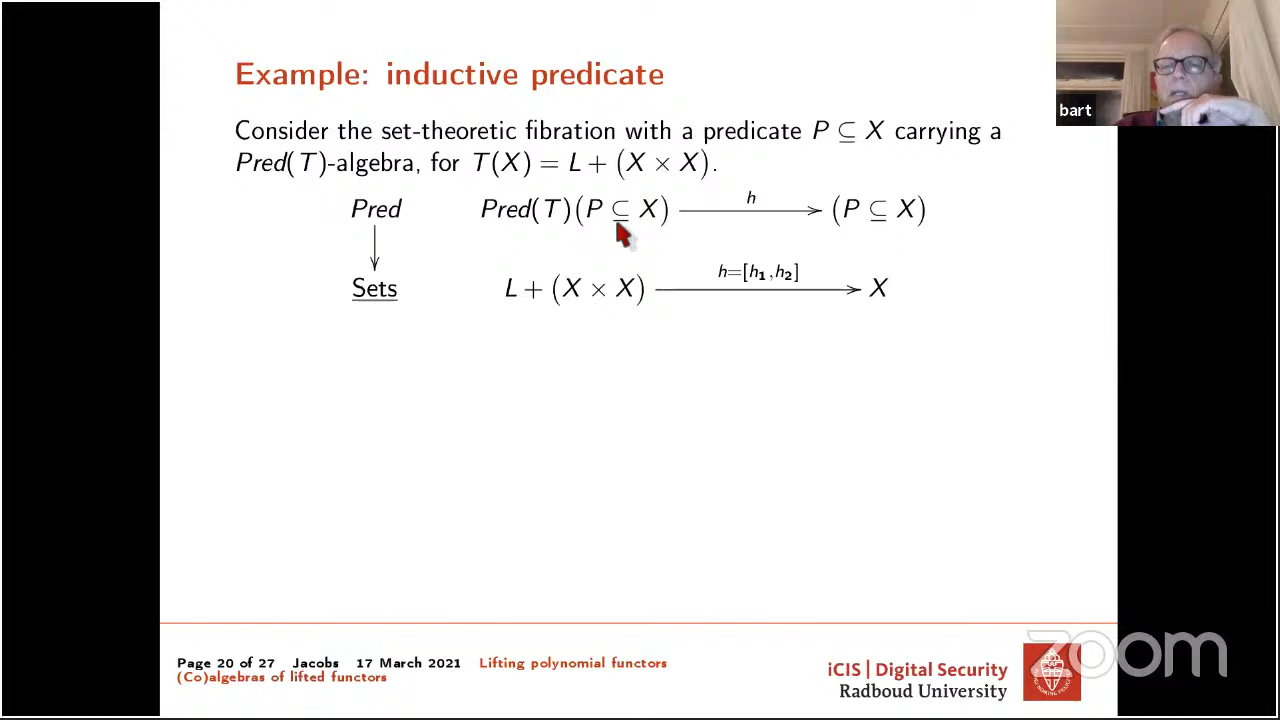 Example: inductive predicate
bart
Consider the set-theoretic fibration with a predicate P ⊆ X carrying a
Pred(T)-algebra, for T(X) = L + (X × X).
Pred Pred(T)(P ⊆ X) h (P ⊆ X)
Sets L + (X × X) h=[h₁,h₂] X
Page 20 of 27 Jacobs 17 March 2021 Lifting polynomial functors
(Co)algebras of lifted functors
iCIS | Digital Security
Radboud University
zoom